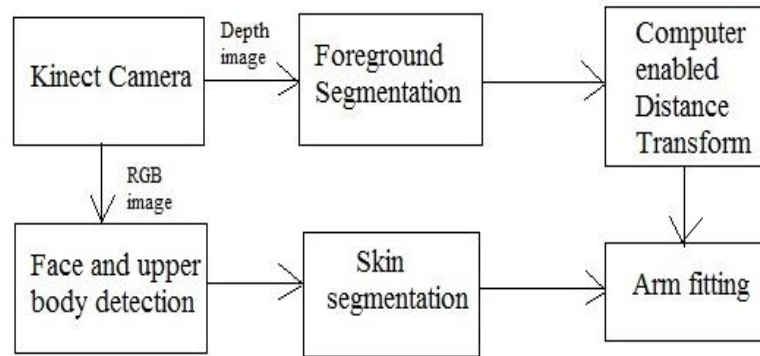 Kinect Camera
Depth
image
Foreground
Segmentation
Computer
enabled
Distance
Transform
RGB
image
Face and upper
body detection
Skin
segmentation
Arm fitting